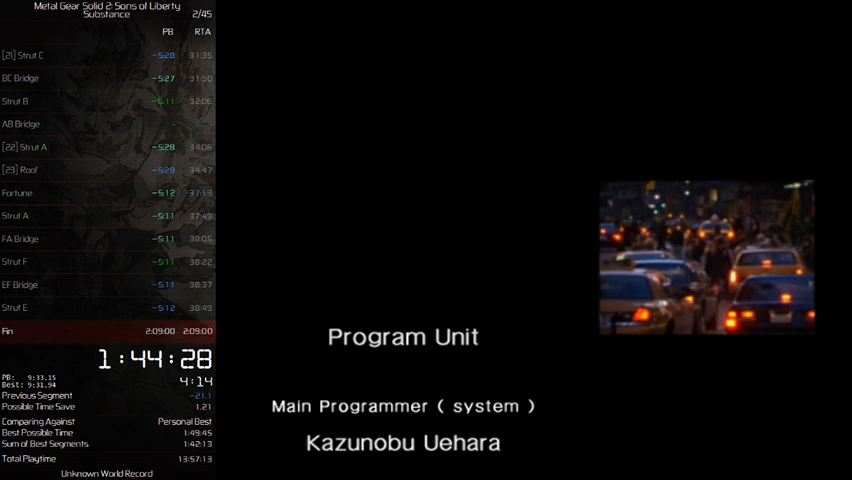 Metal Gear Solid 2: Sons of Liberty
Substance 2/45
PB RTA
[21] Strut C -5:28 31:35
BC Bridge -5:27 31:50
Strut B -6:11 32:06
AB Bridge - -
[22] Strut A -5:28 34:06
[23] Roof -5:29 34:47
Fortune -5:12 37:19
Strut A -5:11 37:49
FA Bridge -5:11 38:05
Strut F -5:11 38:22
EF Bridge -5:11 38:37
Strut E -5:12 38:49
Fin 2:09:00 2:09:00
1:44:28
PB: 9:33.15
Best: 9:31.94 4:14
Previous Segment -21.1
Possible Time Save 1.21
Comparing Against Personal Best
Best Possible Time 1:49:45
Sum of Best Segments 1:42:13
Total Playtime 13:57:13
Unknown World Record
Program Unit
Main Programmer ( system )
Kazunobu Uehara